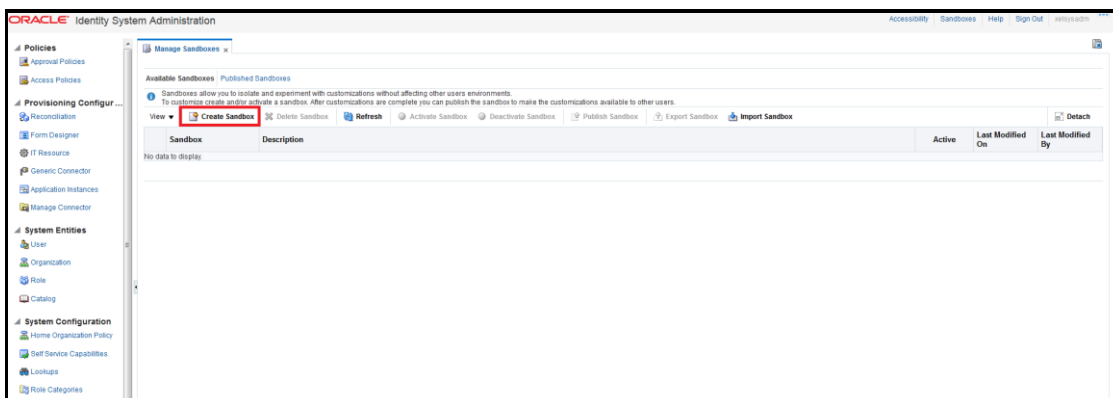 ORACLE Identity System Administration
Accessibility Sandboxes Help Sign Out xelsysadm
Policies
Approval Policies
Access Policies
Provisioning Configur ...
Reconciliation
Form Designer
IT Resource
Generic Connector
Application Instances
Manage Connector
System Entities
User
Organization
Role
Catalog
System Configuration
Home Organization Policy
Self Service Capabilities
Lookups
Role Categories
Manage Sandboxes
Available Sandboxes Published Sandboxes
Sandboxes allow you to isolate and experiment with customizations without affecting other users environments.
To customize create and/or activate a sandbox. After customizations are complete you can publish the sandbox to make the customizations available to other users.
View Create Sandbox Delete Sandbox Refresh Activate Sandbox Deactivate Sandbox Publish Sandbox Export Sandbox Import Sandbox Detach
Sandbox Description Active Last Modified On Last Modified By
No data to display.